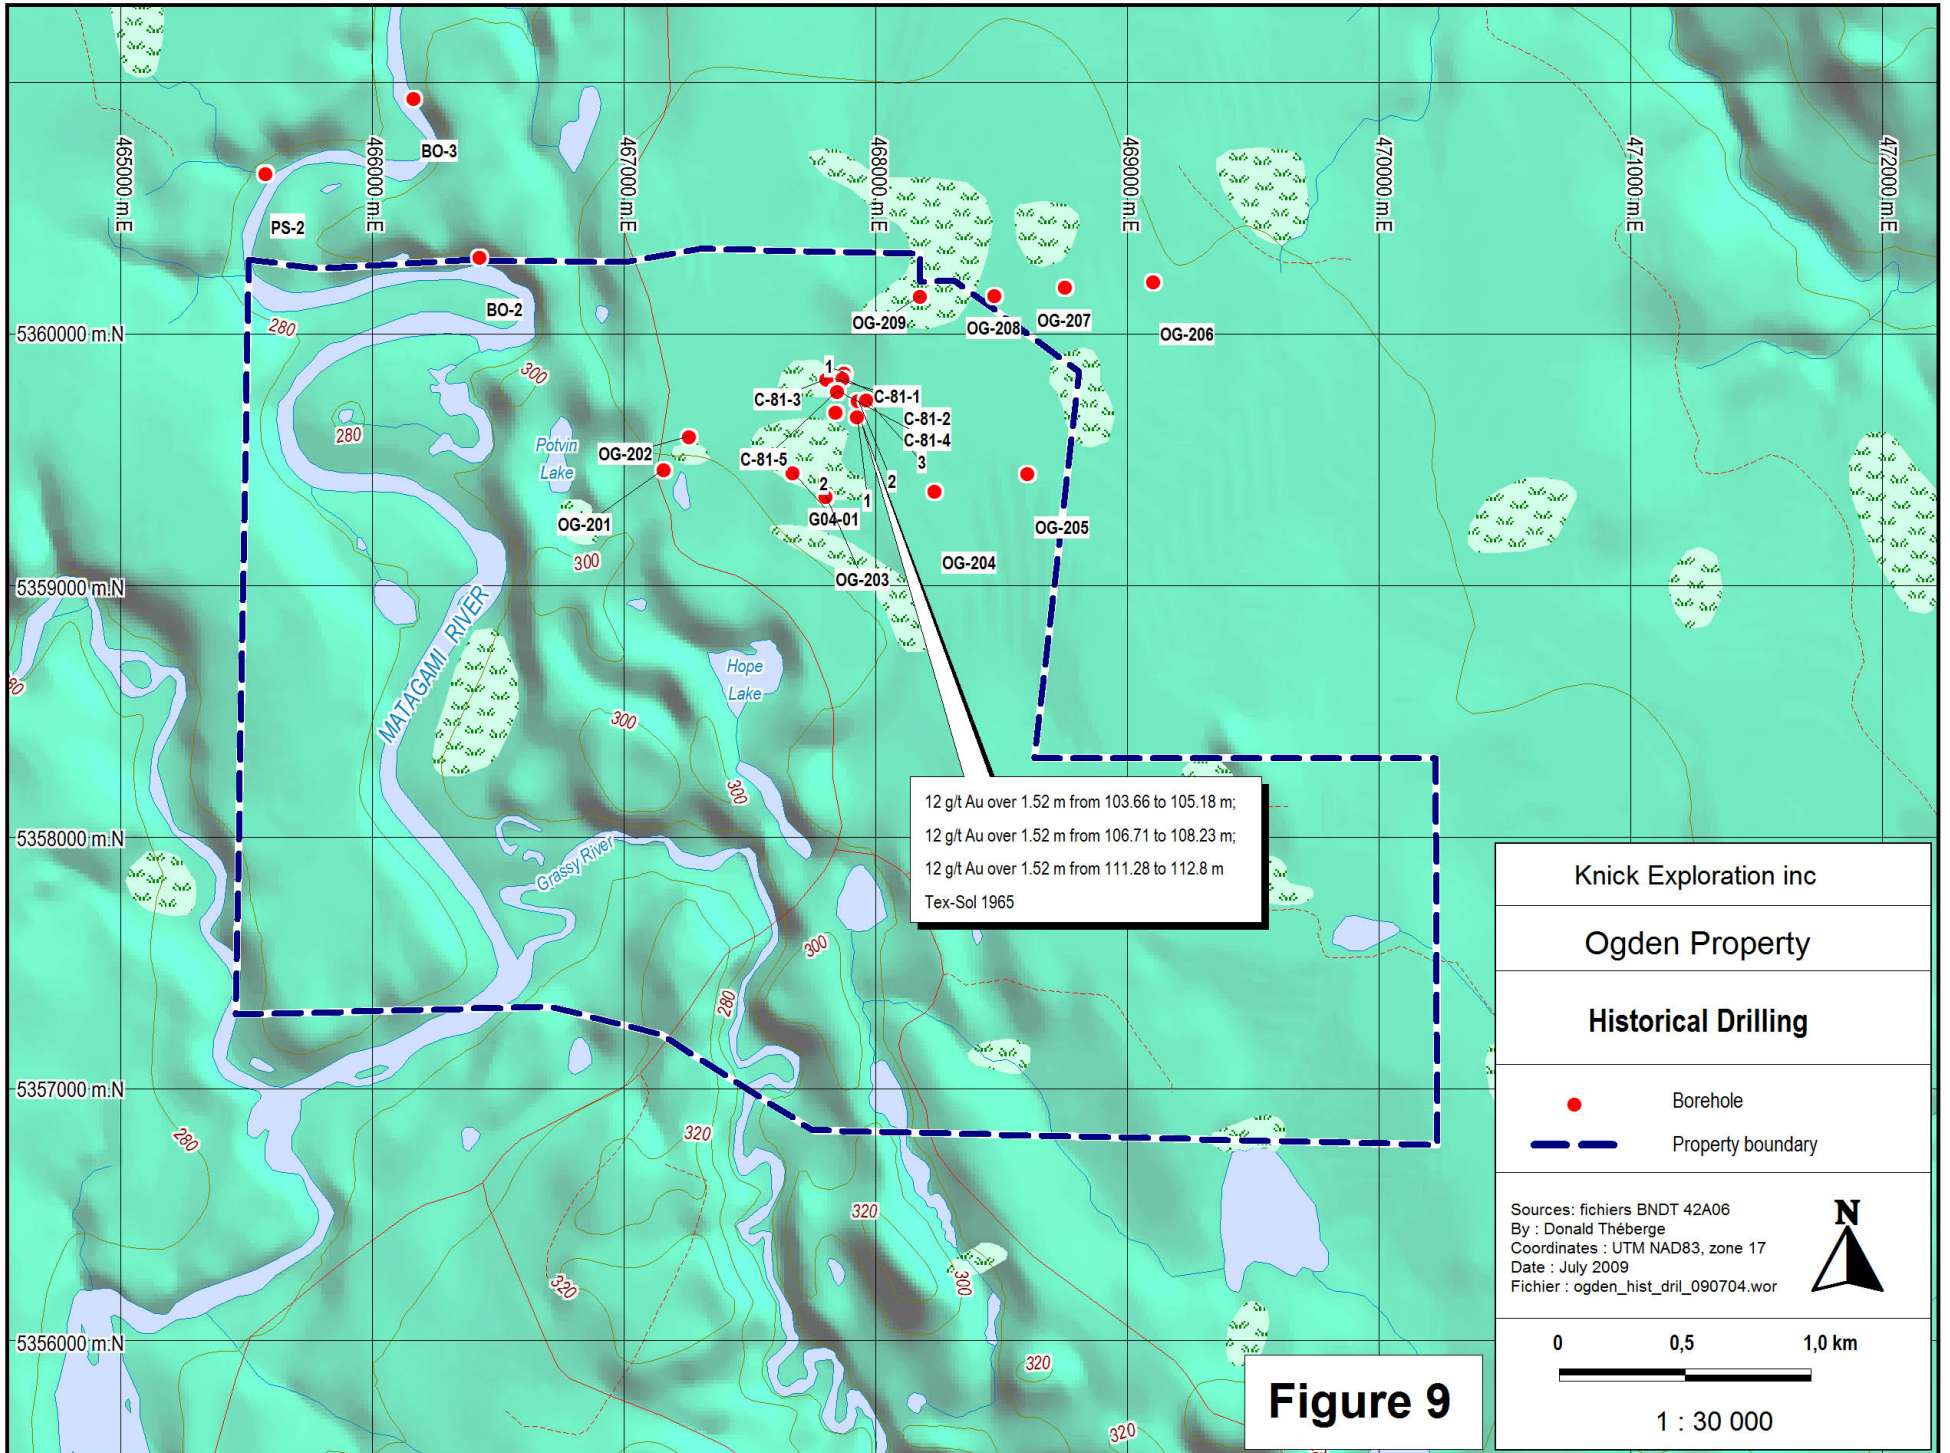 465000 m.E
466000 m.E
467000 m.E
468000 m.E
469000 m.E
470000 m.E
471000 m.E
472000 m.E
BO-3
PS-2
BO-2
5360000 m.N
280
300
280
OG-209
OG-208
OG-207
OG-206
1
C-81-3
C-81-1
C-81-2
C-81-4
3
OG-202
C-81-5
2
2
1
G04-01
OG-201
OG-205
OG-204
OG-203
Potvin
Lake
300
5359000 m.N
MATAGAMI RIVER
Hope
Lake
80
300
300
12 g/t Au over 1.52 m from 103.66 to 105.18 m;
12 g/t Au over 1.52 m from 106.71 to 108.23 m;
12 g/t Au over 1.52 m from 111.28 to 112.8 m
Tex-Sol 1965
5358000 m.N
Grassy River
300
280
5357000 m.N
280
320
320
320
300
5356000 m.N
320
320
Knick Exploration inc
Ogden Property
Historical Drilling
Borehole
Property boundary
Sources: fichiers BNDT 42A06
By : Donald Théberge
Coordinates : UTM NAD83, zone 17
Date : July 2009
Fichier : ogden_hist_dril_090704.wor
N
0 0,5 1,0 km
1 : 30 000
Figure 9